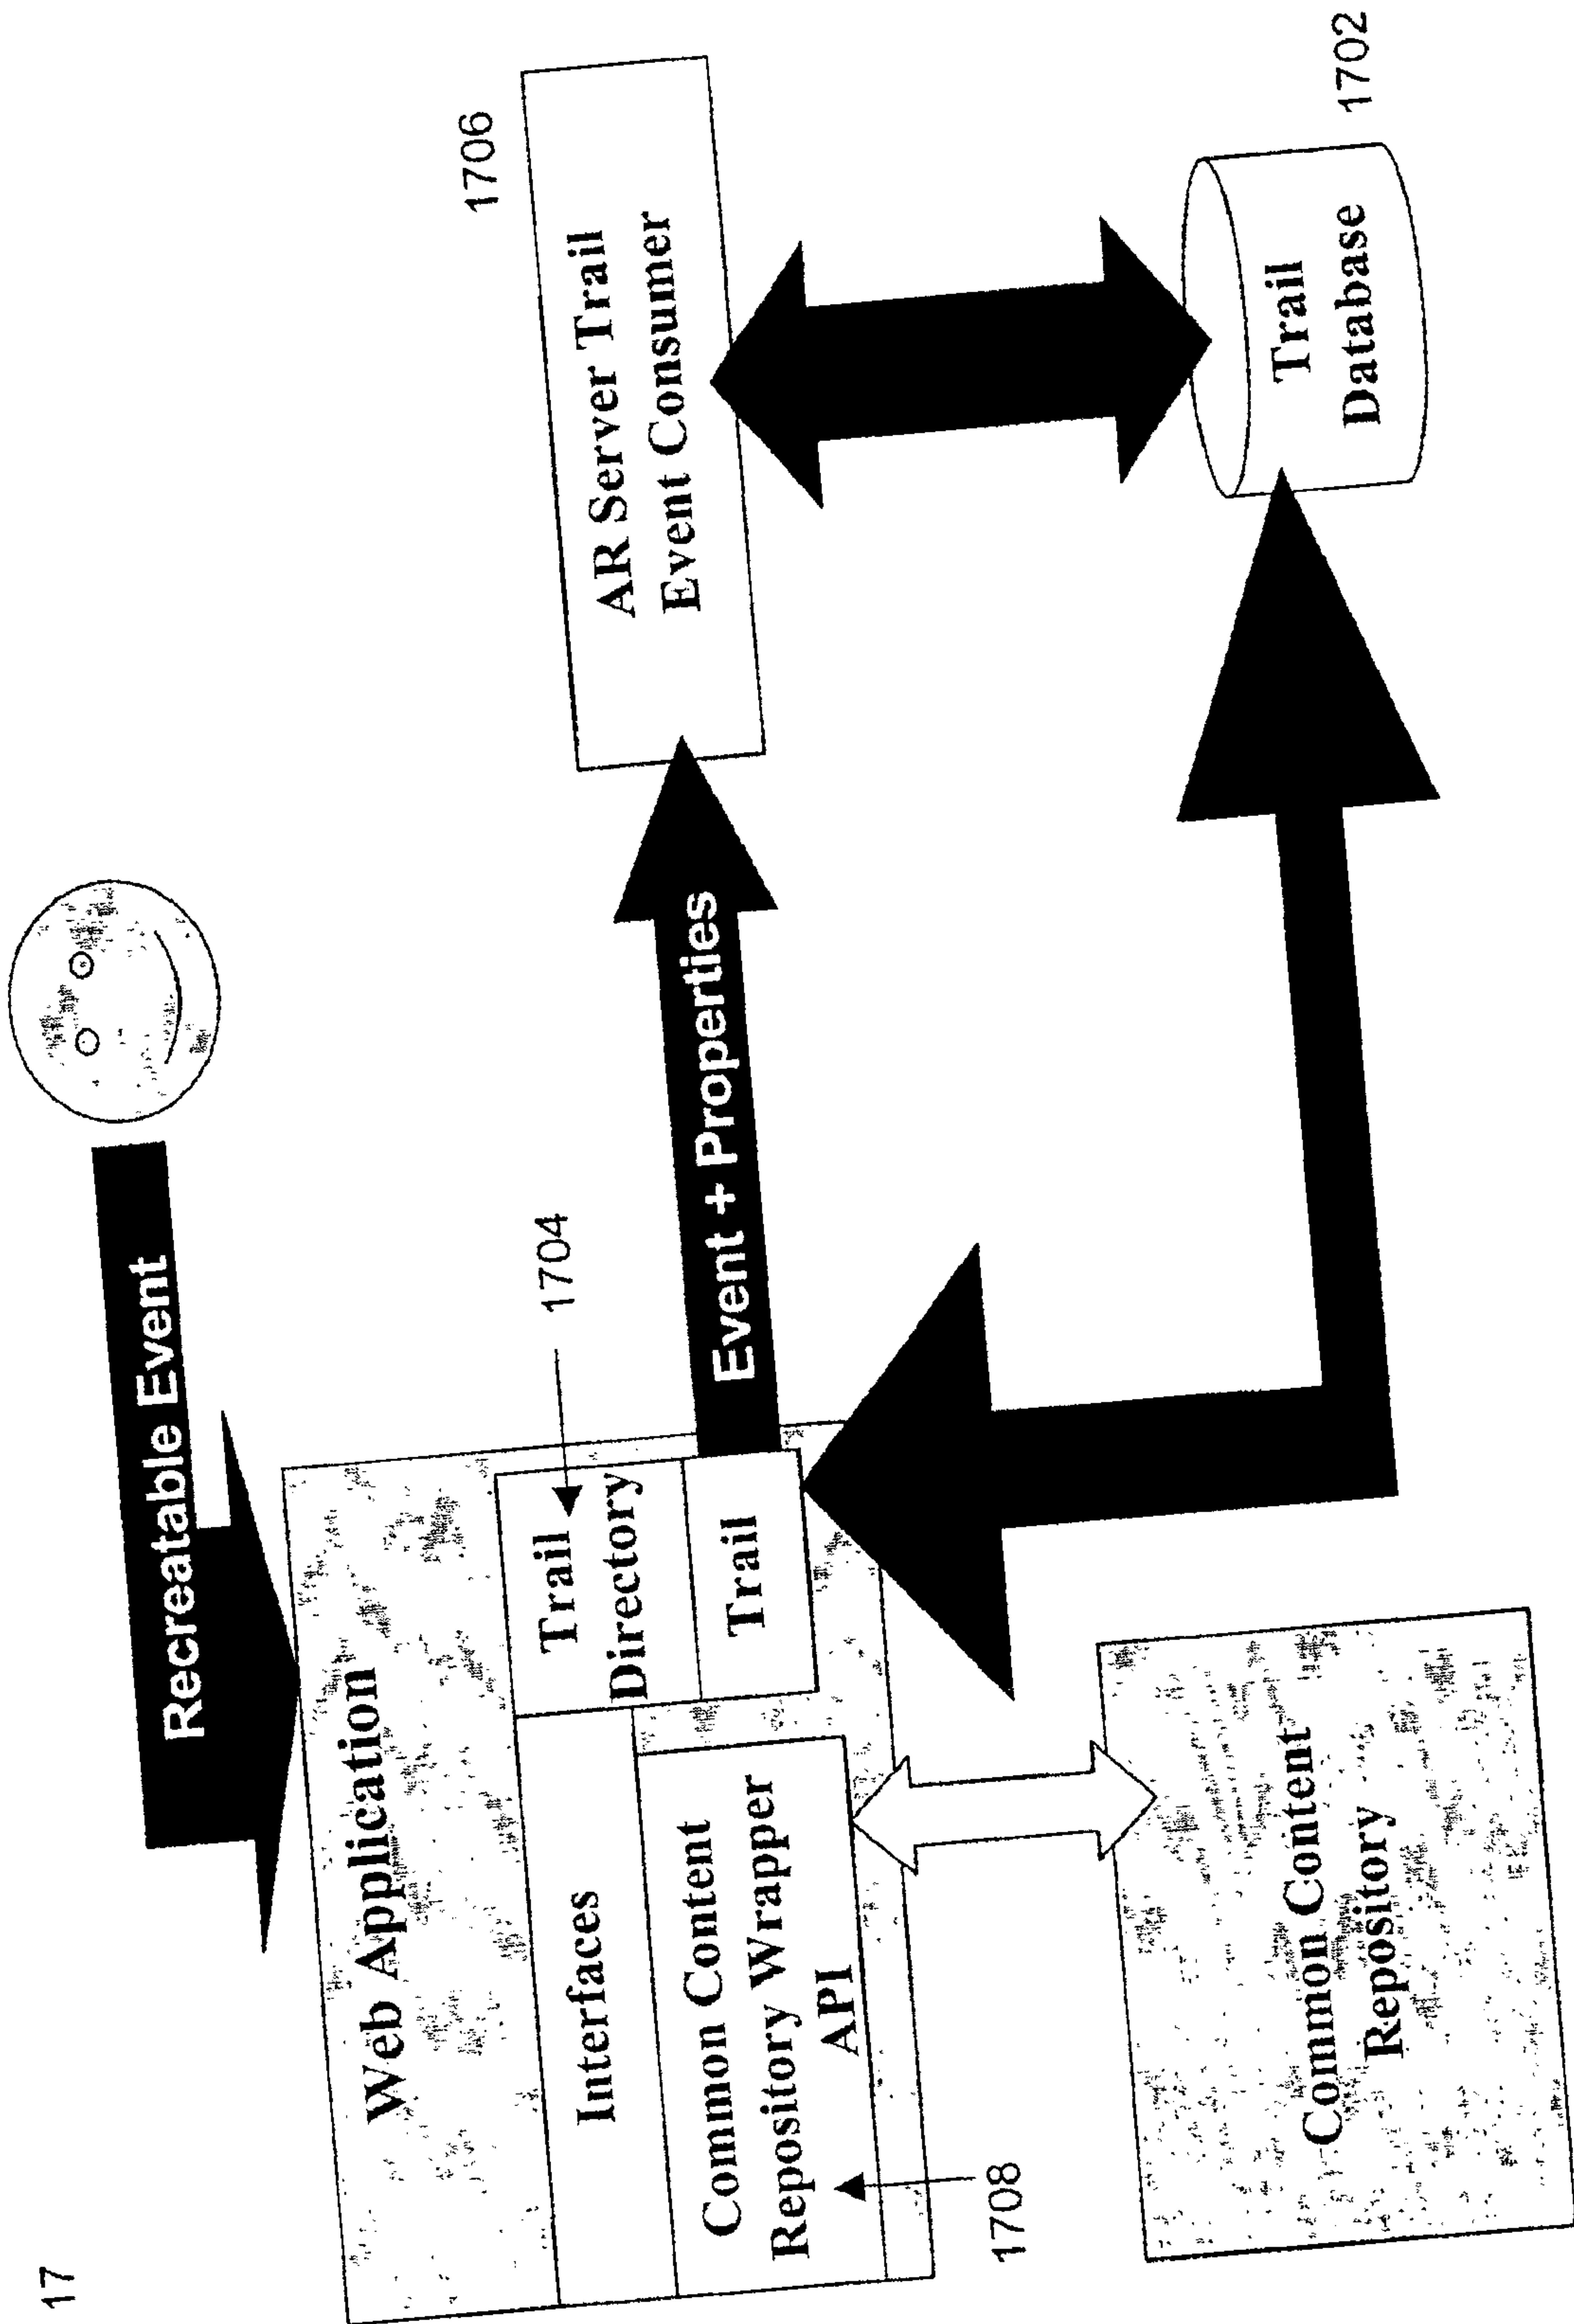 17
Recreatable Event
Web Application
Interfaces
Trail
Directory
1704
Trail
Common Content
Repository Wrapper
API
1708
Event + Properties
1706
AR Server Trail
Event Consumer
Common Content
Repository
Trail
Database
1702